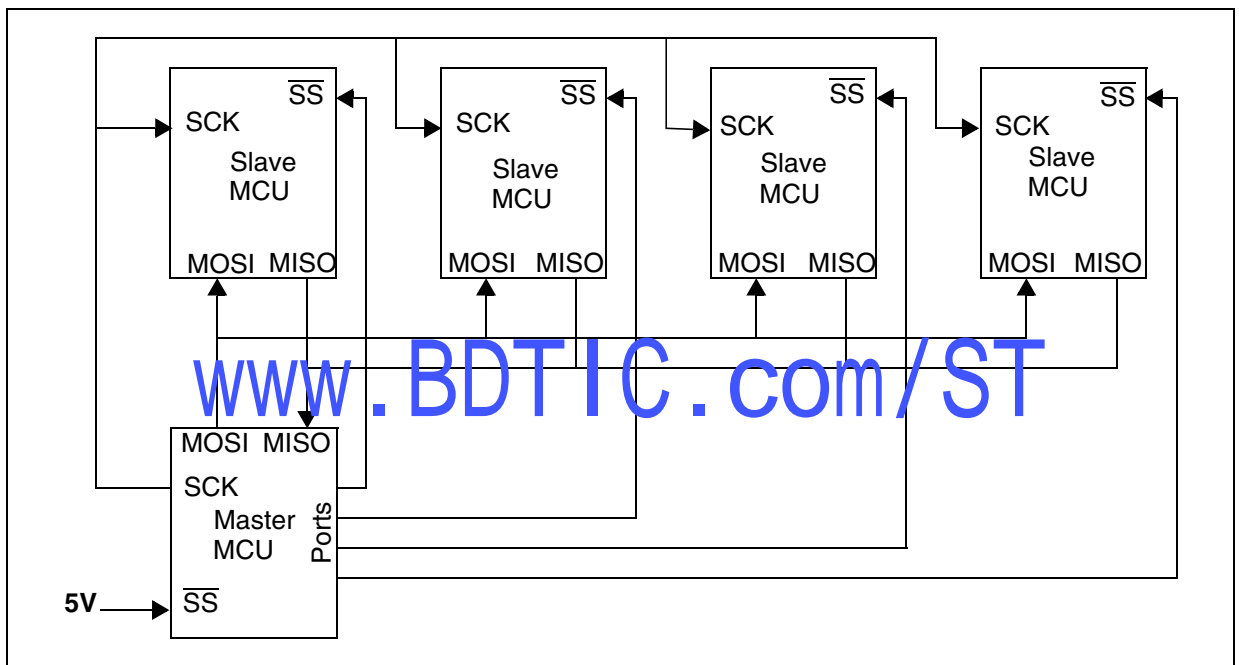 SS
SCK
Slave
MCU
MOSI MISO
SS
SCK
Slave
MCU
MOSI MISO
SS
SCK
Slave
MCU
MOSI MISO
SS
SCK
Slave
MCU
MOSI MISO
www.BDTIC.com/ST
MOSI MISO
SCK
Master
MCU
Ports
5V
SS